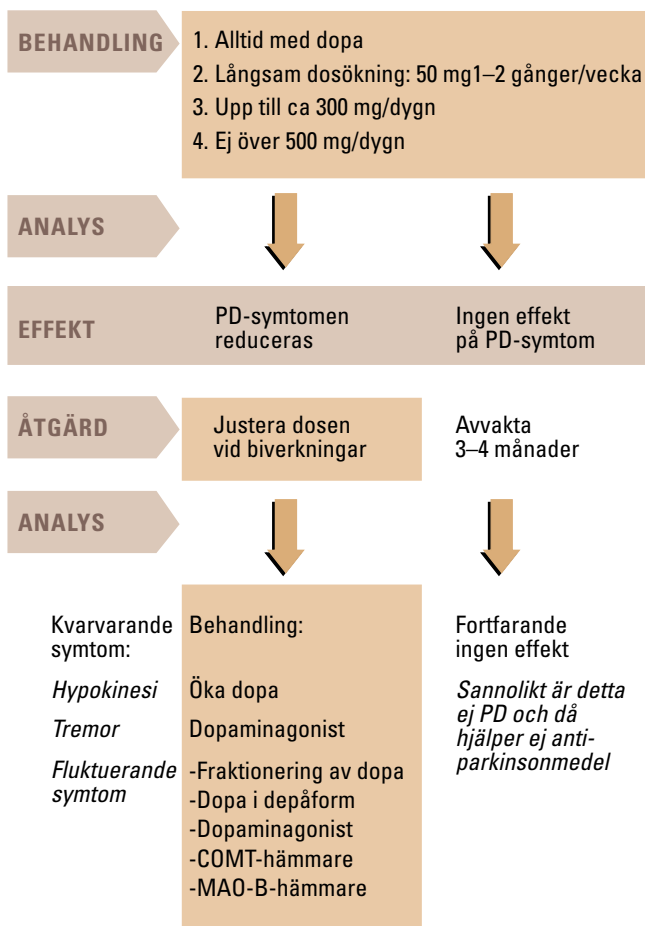 BEHANDLING
1. Alltid med dopa
2. Långsam dosökning: 50 mg1–2 gånger/vecka
3. Upp till ca 300 mg/dygn
4. Ej över 500 mg/dygn
ANALYS
EFFEKT
PD-symtomen
reduceras
Ingen effekt
på PD-symtom
ÅTGÄRD
Justera dosen
vid biverkningar
Avvakta
3–4 månader
ANALYS
Kvarvarande
symtom:
Behandling:
Hypokinesi
Öka dopa
Tremor
Dopaminagonist
Fluktuerande
symtom
-Fraktionering av dopa
-Dopa i depåform
-Dopaminagonist
-COMT-hämmare
-MAO-B-hämmare
Fortfarande
ingen effekt
Sannolikt är detta
ej PD och då
hjälper ej anti-
parkinsonmedel